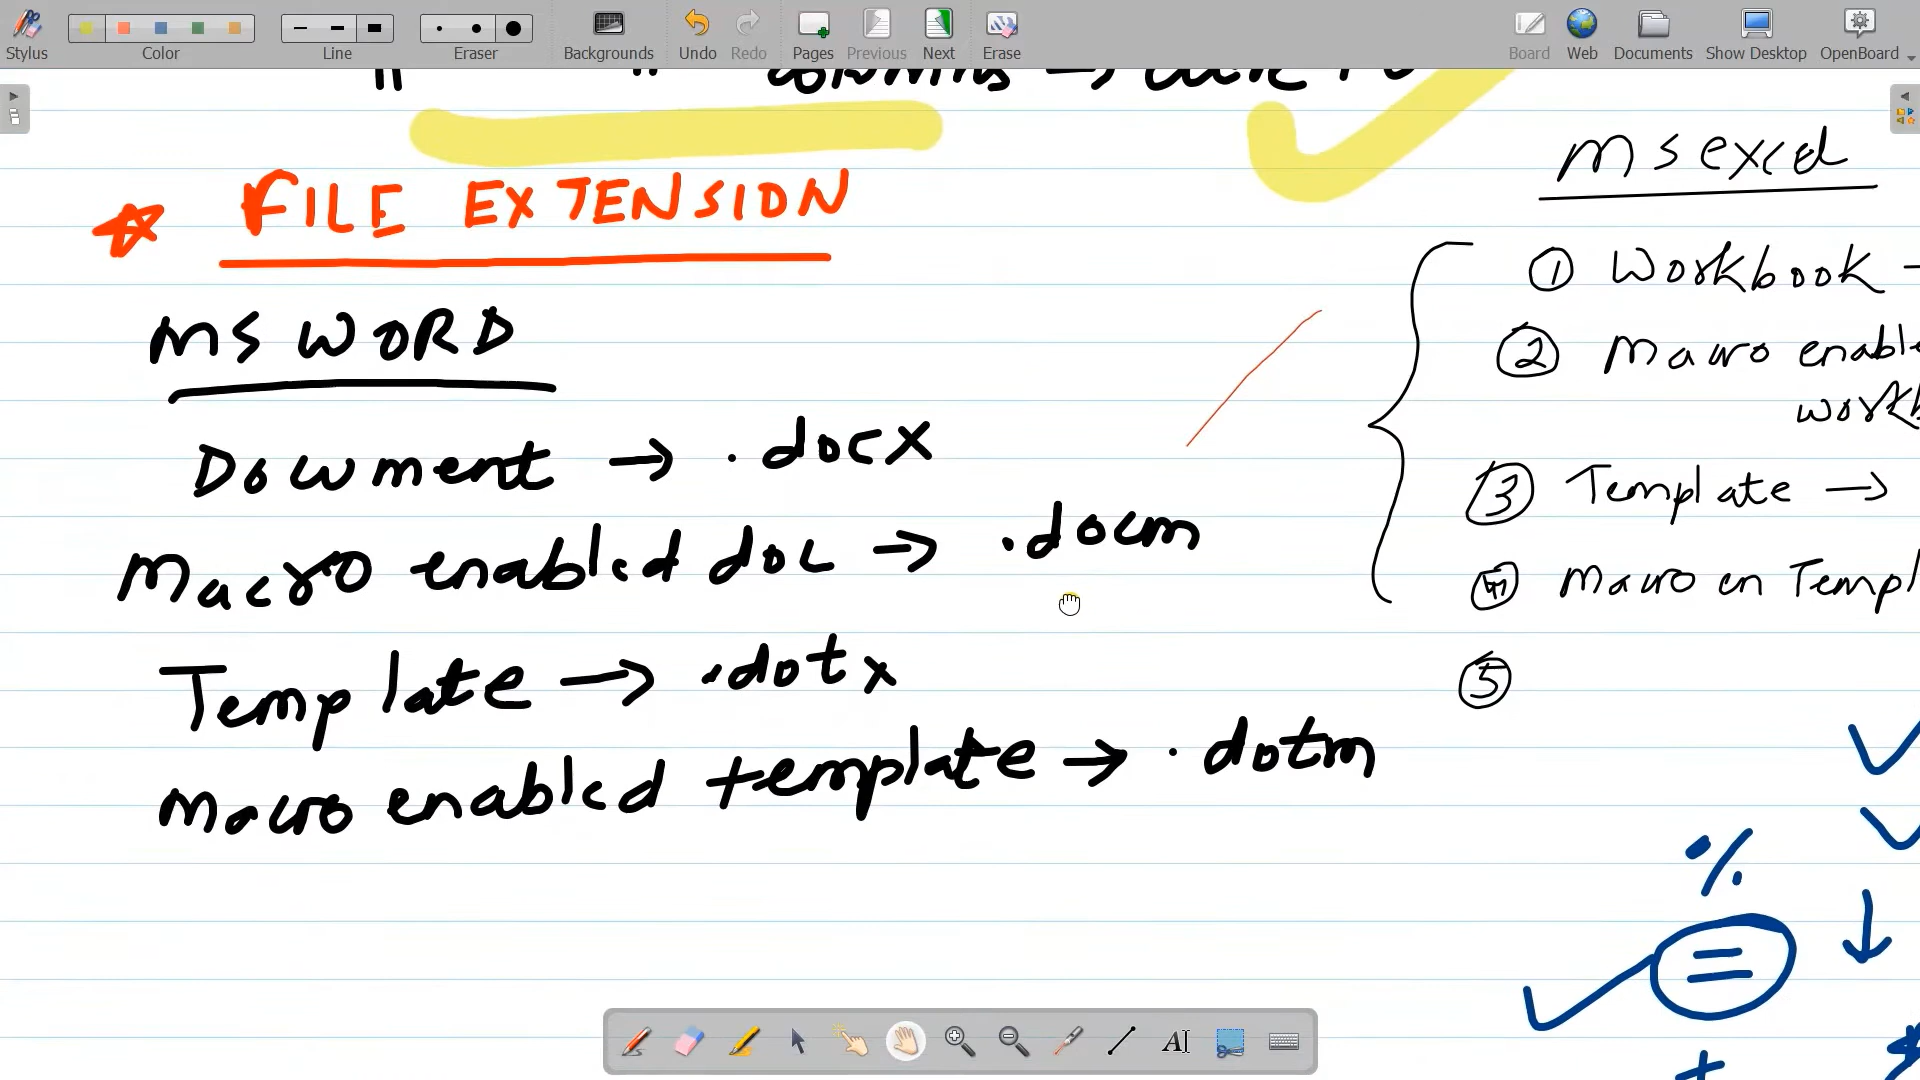 Stylus Color Line Eraser Backgrounds Undo Redo Pages Previous Next Erase Board Web Documents Show Desktop OpenBoard
FILE EXTENSION
MS WORD
Document → .docx
Macro enabled doc → .docm
Template → .dotx
Macro enabled template → .dotm
ms excel
① Workbook →
② Macro enable
workb
③ Template →
④ Macro en Templ
⑤
%
=
+
AI